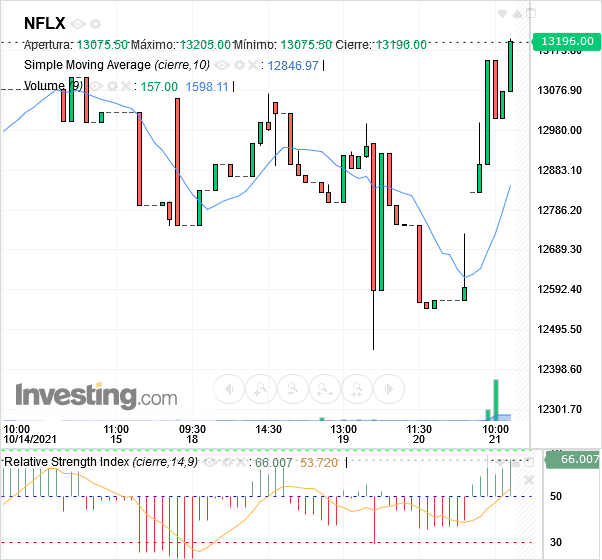 NFLX
13196.00
Apertura: 13075.50 Máximo: 13205.00 Mínimo: 13075.50 Cierre: 13196.00
13173.80
Simple Moving Average (cierre,10) : 12846.97 |
Volume (9) : 157.00 1598.11 |
13076.90
12980.00
12883.10
12786.20
12689.30
12592.40
12495.50
12398.60
12301.70
Investing.com
10:00 11:00 09:30 14:30 13:00 11:30 10:00
10/14/2021 15 18 19 20 21
Relative Strength Index (cierre,14,9) : 66.007 53.720 |
66.007
50
30